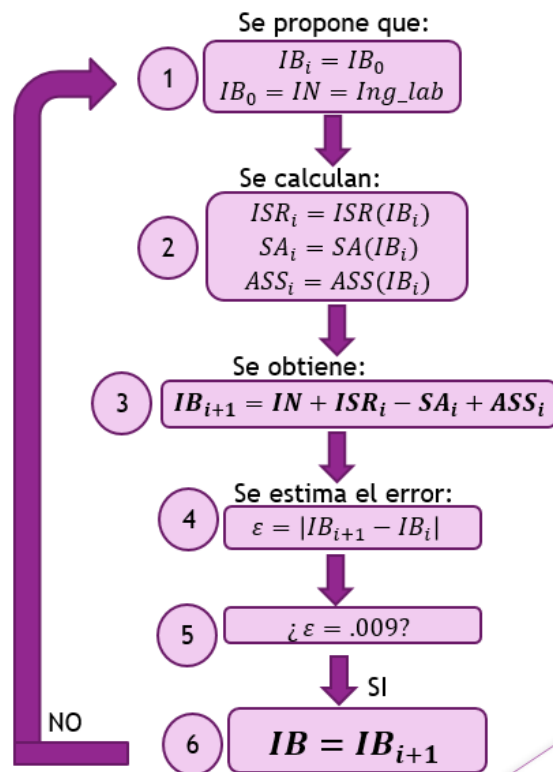 Se propone que:
1
IB_i = IB_0
IB_0 = IN = Ing_lab
Se calculan:
2
ISR_i = ISR(IB_i)
SA_i = SA(IB_i)
ASS_i = ASS(IB_i)
Se obtiene:
3
IB_{i+1} = IN + ISR_i − SA_i + ASS_i
Se estima el error:
4
ε = |IB_{i+1} − IB_i|
5
¿ ε = .009?
SI
NO
6
IB = IB_{i+1}